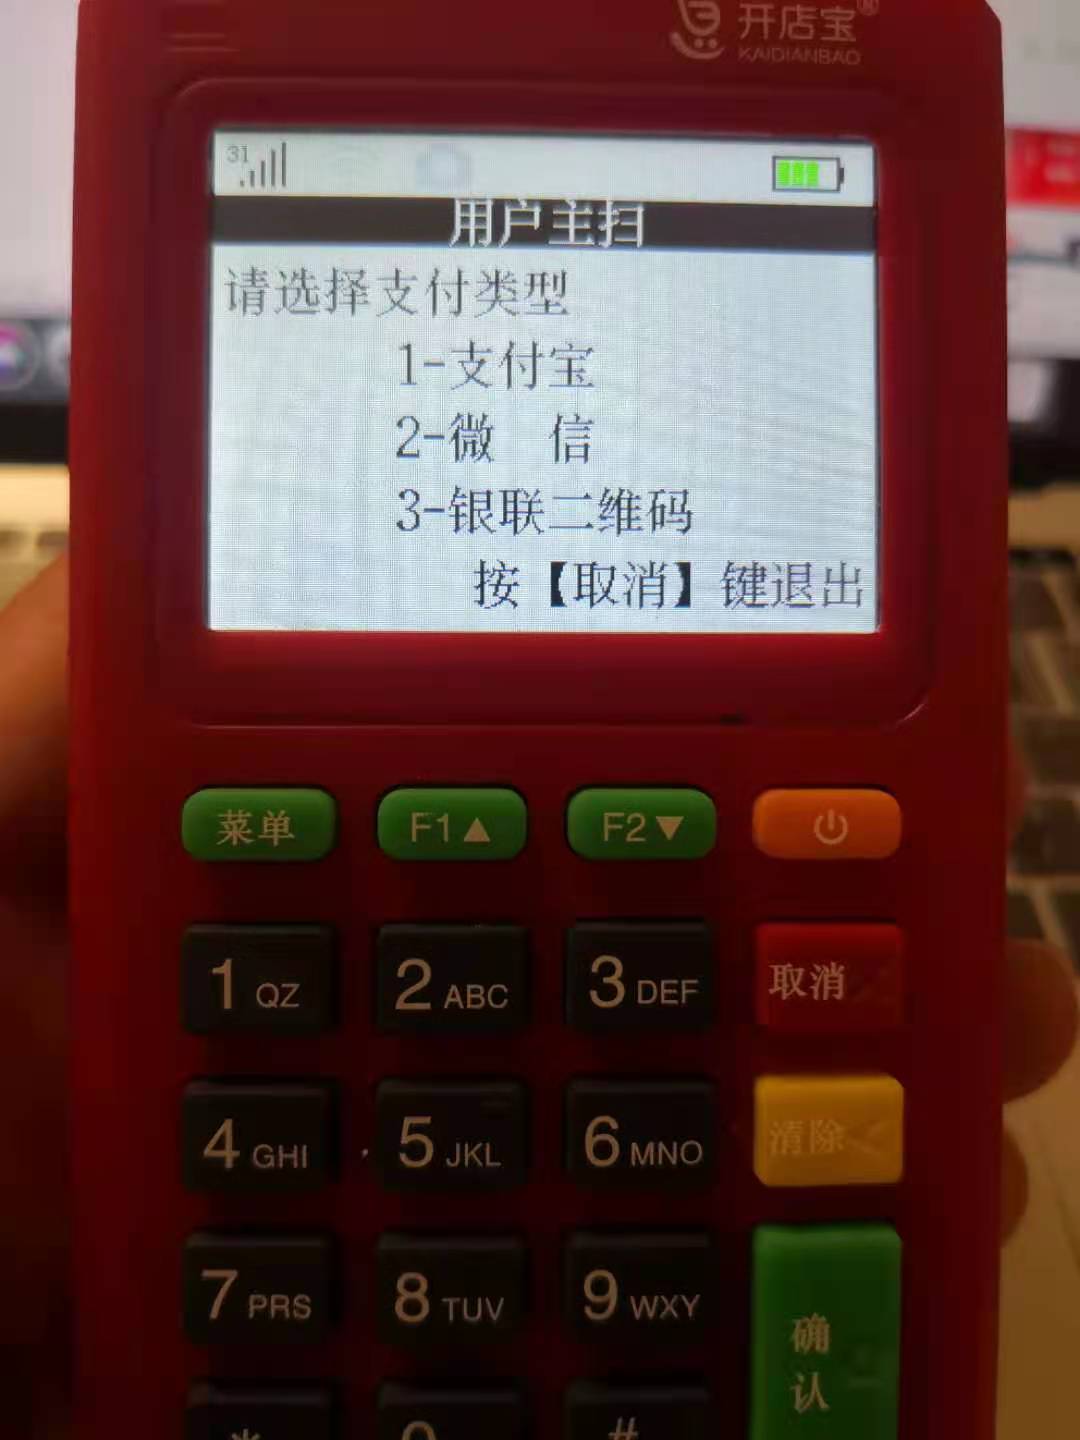 开店宝®
KAIDIANBAO
31
用户主扫
请选择支付类型
1-支付宝
2-微 信
3-银联二维码
按【取消】键退出
菜单 F1▲ F2▼
1 QZ 2 ABC 3 DEF 取消
4 GHI 5 JKL 6 MNO 清除
7 PRS 8 TUV 9 WXY 确认
* 0 #